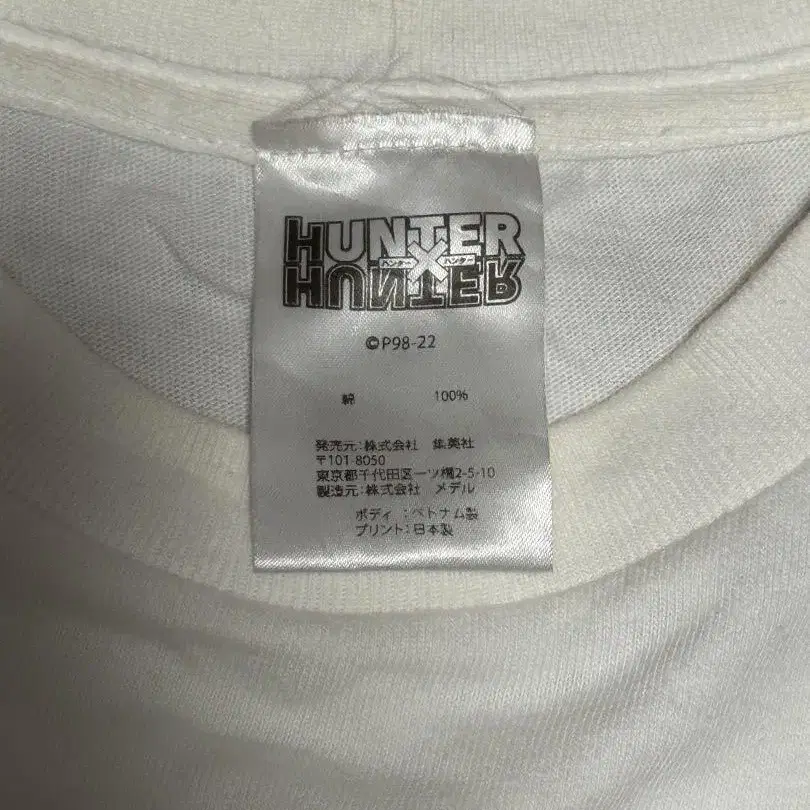 HUNTER
ハンター×ハンター
HUNTER
©P98-22
綿 100%
発売元:株式会社 集英社
〒101-8050
東京都千代田区一ツ橋2-5-10
製造元:株式会社 メデル
ボディ :ベトナム製
プリント:日本製